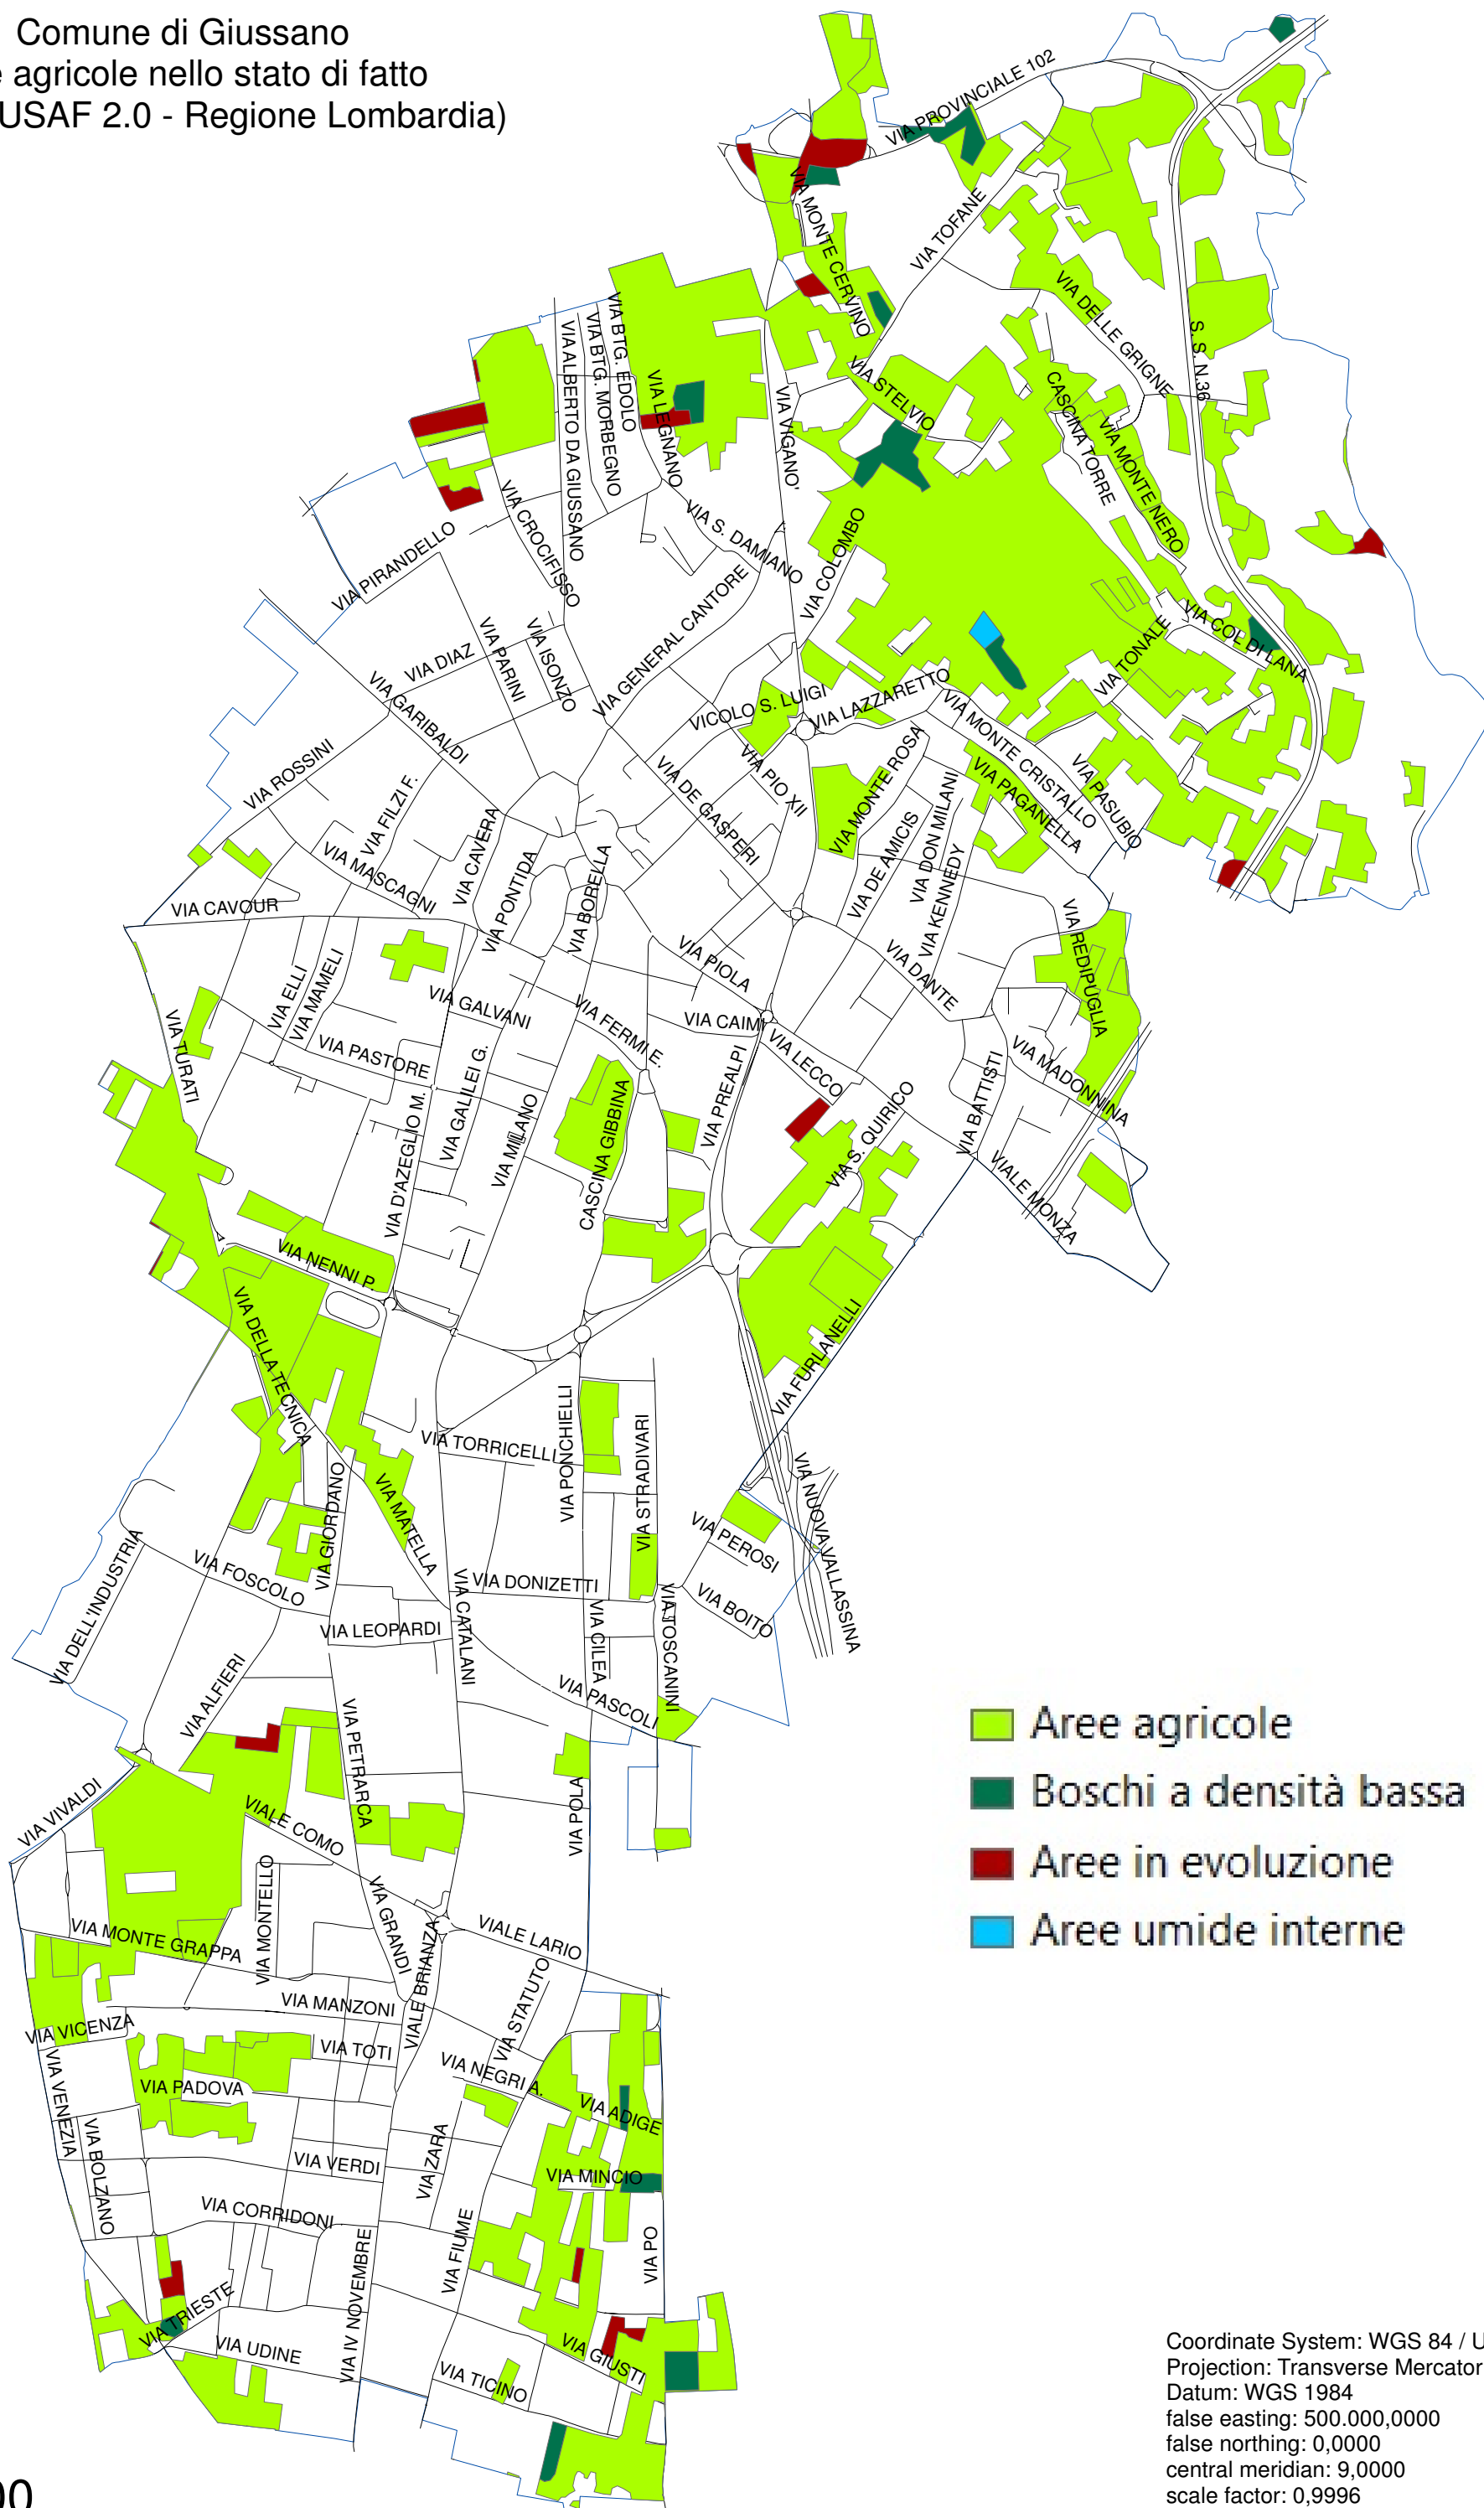 Comune di Giussano
e agricole nello stato di fatto
USAF 2.0 - Regione Lombardia)
VIA PROVINCIALE 102
VIA MONTE CERVINO
VIA TOFANE
VIA DELLE GRIGNE
S. S. N.36
VIA BTG. EDOLO
VIA BTG. MORBEGNO
VIA ALBERTO DA GIUSSANO
VIA LEGNANO
VIA VIGANO'
VIA STELVIO
CASCINA TORRE
VIA MONTE NERO
VIA CROCIFISSO
VIA S. DAMIANO
VIA COLOMBO
VIA PIRANDELLO
VIA GENERAL CANTORE
VIA COL DI LANA
VIA TONALE
VIA DIAZ
VIA PARINI
VIA ISONZO
VIA GARIBALDI
VICOLO S. LUIGI
VIA LAZZARETTO
VIA MONTE CRISTALLO
VIA ROSSINI
VIA FILZI F.
VIA DE GASPERI
VIA PIO XII
VIA MONTE ROSA
VIA PAGANELLA
VIA PASUBIO
VIA CAVERA
VIA MASCAGNI
VIA PONTIDA
VIA BORELLA
VIA DE AMICIS
VIA DON MILANI
VIA KENNEDY
VIA CAVOUR
VIA REDIPUGLIA
VIA PIOLA
VIA DANTE
VIA ELLI
VIA MAMELI
VIA GALVANI
VIA FERMI E.
VIA CAIMI
VIA TURATI
VIA PASTORE
VIA GALILEI G.
VIA LECCO
VIA PREALPI
VIA MADONNINA
VIA BATTISTI
VIA D'AZEGLIO M.
VIA MILANO
CASCINA GIBBINA
VIA S. QUIRICO
VIALE MONZA
VIA NENNI P.
VIA DELLA TECNICA
VIA FURLANELLI
VIA TORRICELLI
VIA PONCHIELLI
VIA STRADIVARI
VIA NUOVA VALLASSINA
VIA GIORDANO
VIA MATELLA
VIA PEROSI
VIA DELL'INDUSTRIA
VIA FOSCOLO
VIA DONIZETTI
VIA BOITO
VIA LEOPARDI
VIA CATALANI
VIA CILEA
VIA TOSCANINI
VIA ALFIERI
VIA PASCOLI
VIA PETRARCA
Aree agricole
Boschi a densità bassa
Aree in evoluzione
Aree umide interne
VIA VIVALDI
VIALE COMO
VIA POLA
VIA MONTELLO
VIA GRANDI
VIA MONTE GRAPPA
VIALE LARIO
VIALE BRIANZA
VIA STATUTO
VIA MANZONI
VIA VICENZA
VIA TOTI
VIA NEGRI A.
VIA PADOVA
VIA ADIGE
VIA VENEZIA
VIA BOLZANO
VIA VERDI
VIA ZARA
VIA MINCIO
VIA CORRIDONI
VIA FIUME
VIA PO
VIA IV NOVEMBRE
VIA TRIESTE
VIA UDINE
VIA GIUSTI
VIA TICINO
Coordinate System: WGS 84 / U
Projection: Transverse Mercator
Datum: WGS 1984
false easting: 500.000,0000
false northing: 0,0000
central meridian: 9,0000
scale factor: 0,9996
00